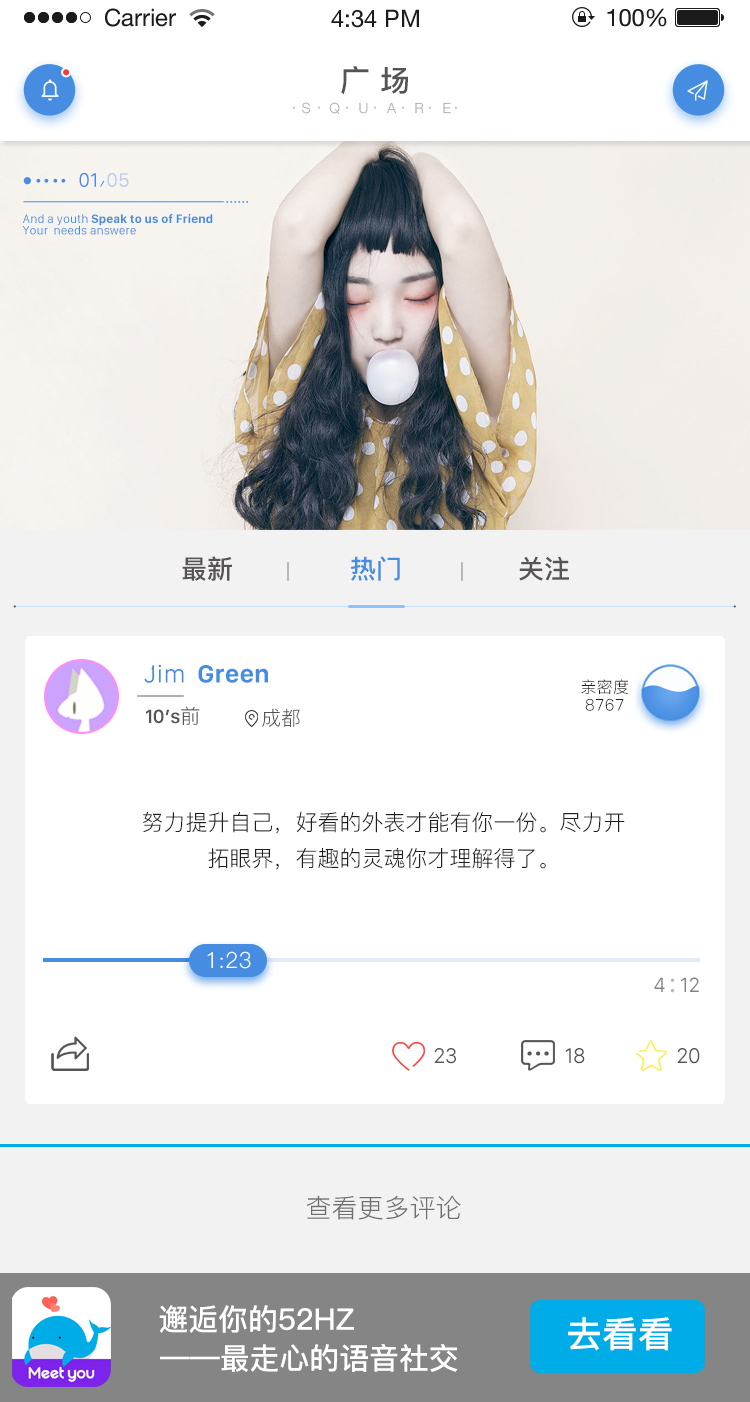 Carrier 4:34 PM 100%
广场
·S·Q·U·A·R·E·
01/05
And a youth Speak to us of Friend
Your needs answere
最新 | 热门 | 关注
Jim Green
10's前 成都
亲密度
8767
努力提升自己，好看的外表才能有你一份。尽力开
拓眼界，有趣的灵魂你才理解得了。
1:23
4:12
23 18 20
查看更多评论
邂逅你的52HZ
——最走心的语音社交
去看看
Meet you